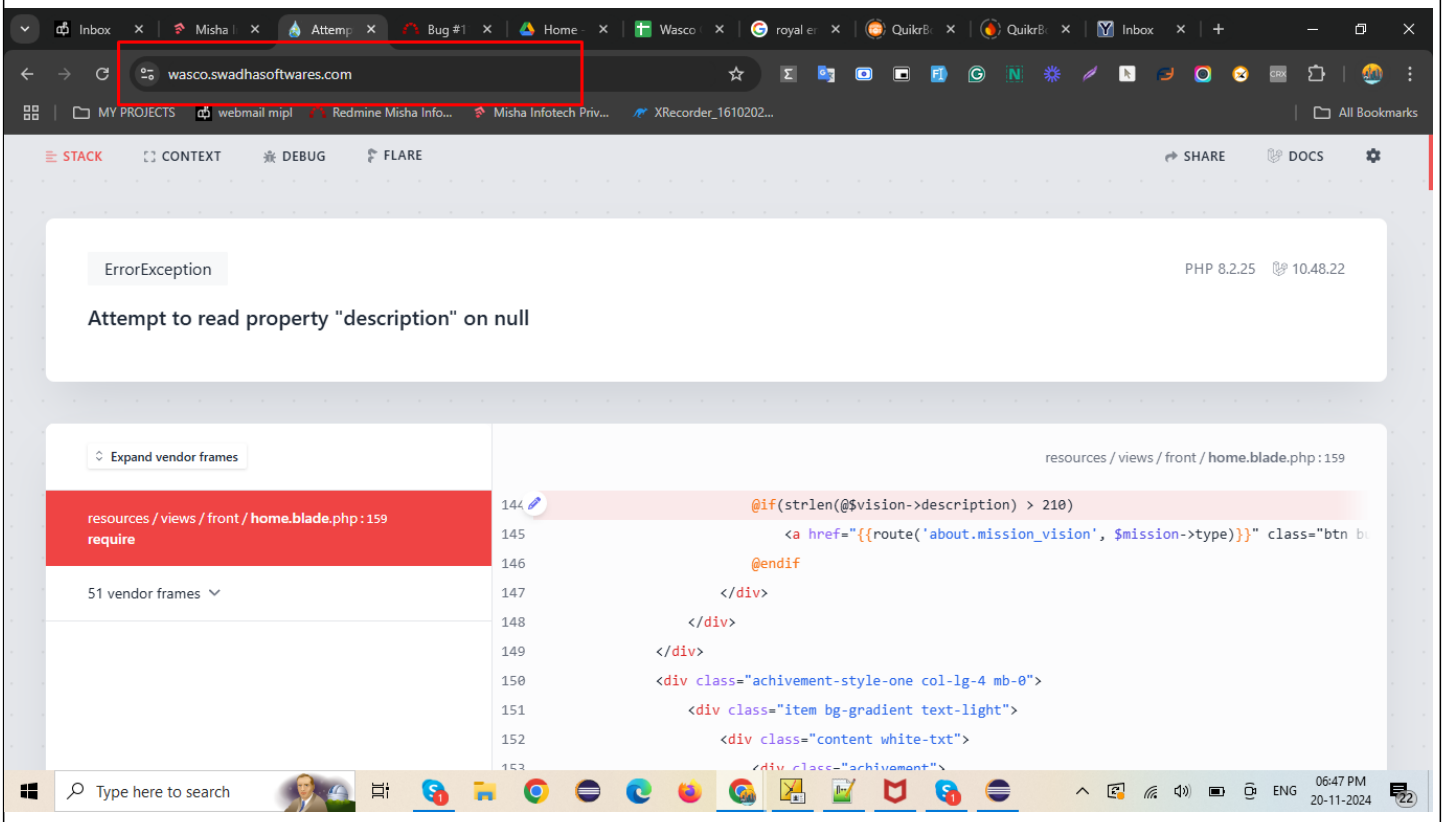 Inbox Misha I Attemp Bug #1 Home - Wasco royal er QuikrB QuikrB Inbox
wasco.swadhasoftwares.com
MY PROJECTS webmail mipl Redmine Misha Info... Misha Infotech Priv... XRecorder_1610202... All Bookmarks
STACK CONTEXT DEBUG FLARE SHARE DOCS
ErrorException PHP 8.2.25 10.48.22
Attempt to read property "description" on null
Expand vendor frames resources / views / front / home.blade.php : 159
resources / views / front / home.blade.php : 159
require
51 vendor frames
144 @if(strlen(@$vision->description) > 210)
145 <a href="{{route('about.mission_vision', $mission->type)}}" class="btn b
146 @endif
147 </div>
148 </div>
149 </div>
150 <div class="achivement-style-one col-lg-4 mb-0">
151 <div class="item bg-gradient text-light">
152 <div class="content white-txt">
153 <div class="achivement">
Type here to search ENG 06:47 PM
20-11-2024 22